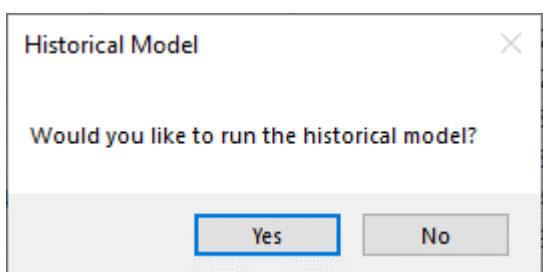 Historical Model
Would you like to run the historical model?
Yes
No